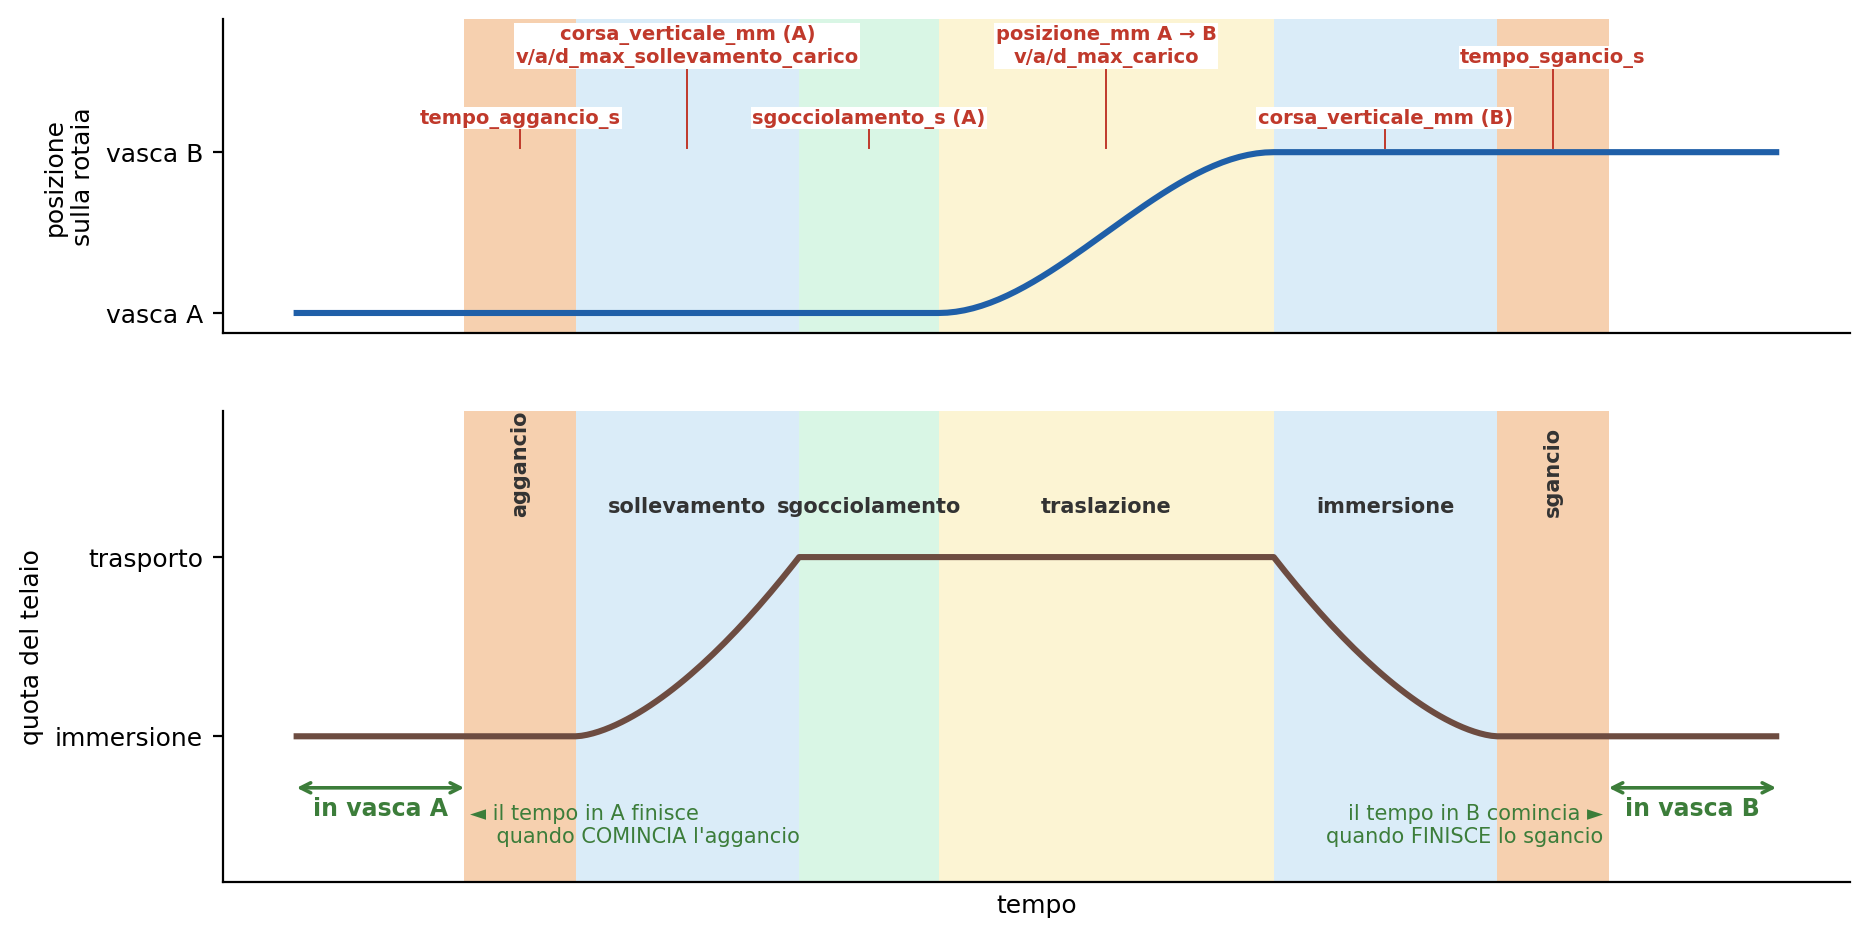 corsa_verticale_mm (A)
v/a/d_max_sollevamento_carico
posizione_mm A → B
v/a/d_max_carico
tempo_sgancio_s
tempo_aggancio_s
sgocciolamento_s (A)
corsa_verticale_mm (B)
posizione
sulla rotaia
vasca B
vasca A
aggancio
sollevamento
sgocciolamento
traslazione
immersione
sgancio
quota del telaio
trasporto
immersione
in vasca A
◄ il tempo in A finisce
quando COMINCIA l'aggancio
il tempo in B comincia ►
quando FINISCE lo sgancio
in vasca B
tempo